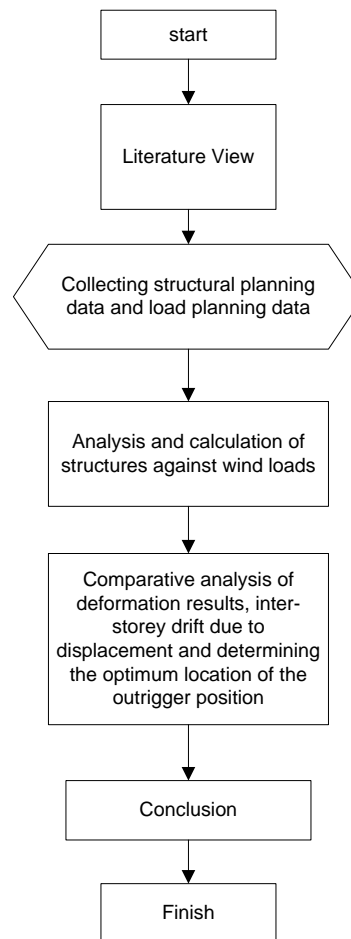 start
Literature View
Collecting structural planning
data and load planning data
Analysis and calculation of
structures against wind loads
Comparative analysis of
deformation results, inter-
storey drift due to
displacement and determining
the optimum location of the
outrigger position
Conclusion
Finish